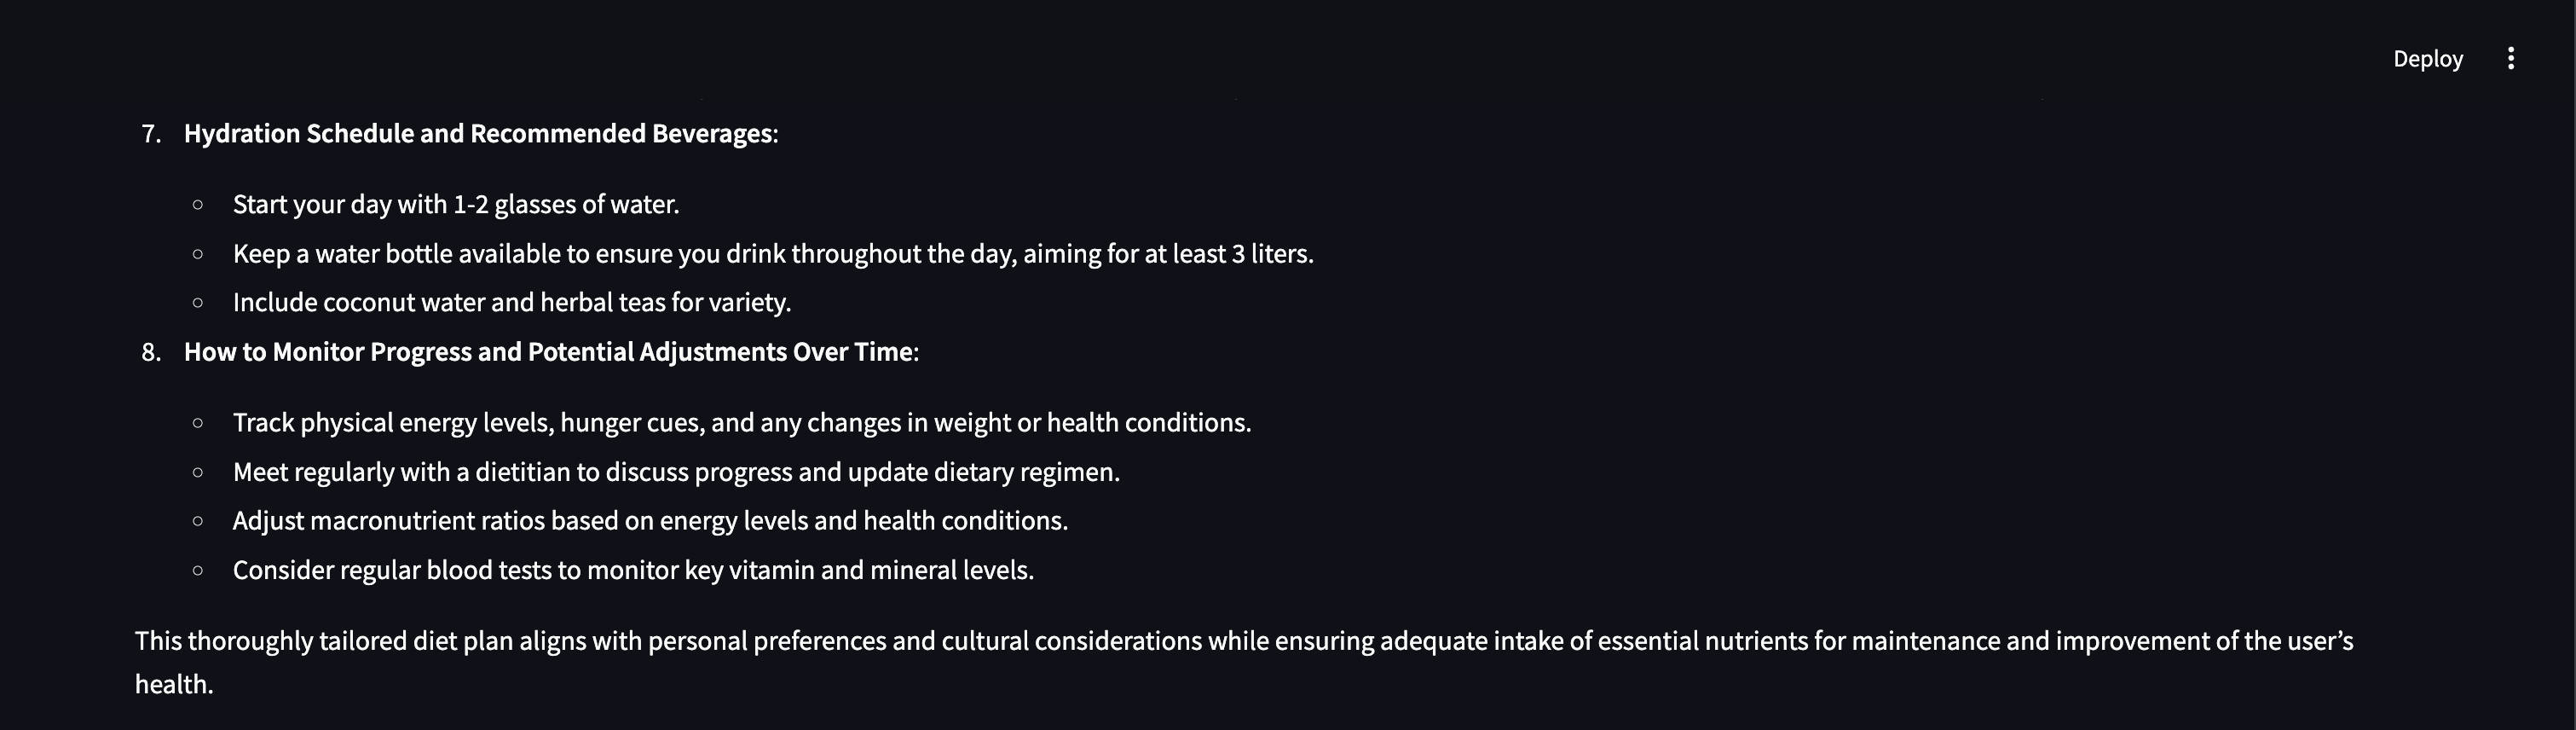 Deploy
7. Hydration Schedule and Recommended Beverages:
○ Start your day with 1-2 glasses of water.
○ Keep a water bottle available to ensure you drink throughout the day, aiming for at least 3 liters.
○ Include coconut water and herbal teas for variety.
8. How to Monitor Progress and Potential Adjustments Over Time:
○ Track physical energy levels, hunger cues, and any changes in weight or health conditions.
○ Meet regularly with a dietitian to discuss progress and update dietary regimen.
○ Adjust macronutrient ratios based on energy levels and health conditions.
○ Consider regular blood tests to monitor key vitamin and mineral levels.
This thoroughly tailored diet plan aligns with personal preferences and cultural considerations while ensuring adequate intake of essential nutrients for maintenance and improvement of the user’s
health.